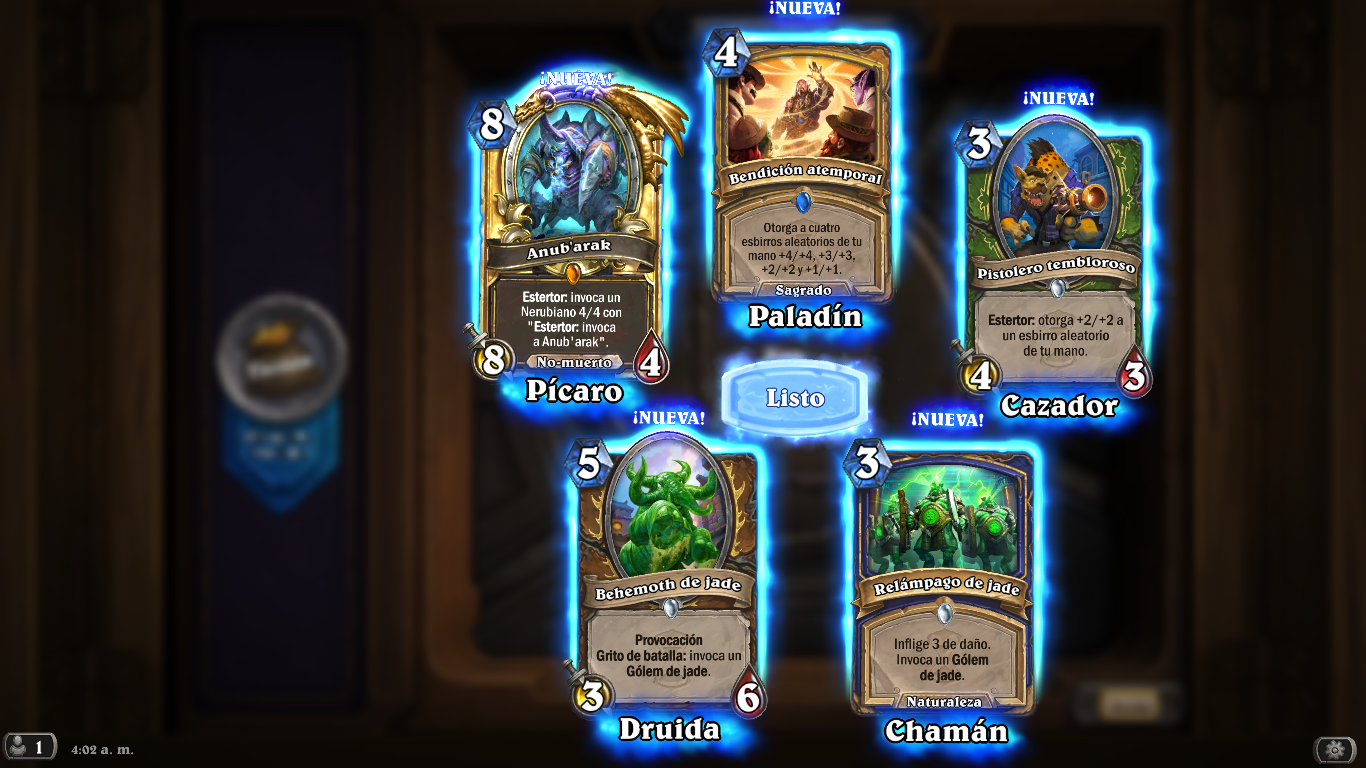 ¡NUEVA!
8
Anub'arak
Estertor: invoca un
Nerubiano 4/4 con
"Estertor: invoca
a Anub'arak".
No-muerto
8
4
Pícaro
¡NUEVA!
4
Bendición atemporal
Otorga a cuatro
esbirros aleatorios de tu
mano +4/+4, +3/+3,
+2/+2 y +1/+1.
Sagrado
Paladín
¡NUEVA!
3
Pistolero tembloroso
Estertor: otorga +2/+2 a
un esbirro aleatorio
de tu mano.
4
3
Cazador
Listo
¡NUEVA!
5
Behemoth de jade
Provocación
Grito de batalla: invoca un
Gólem de jade.
3
6
Druida
¡NUEVA!
3
Relámpago de jade
Inflige 3 de daño.
Invoca un Gólem
de jade.
Naturaleza
Chamán
1
4:02 a. m.